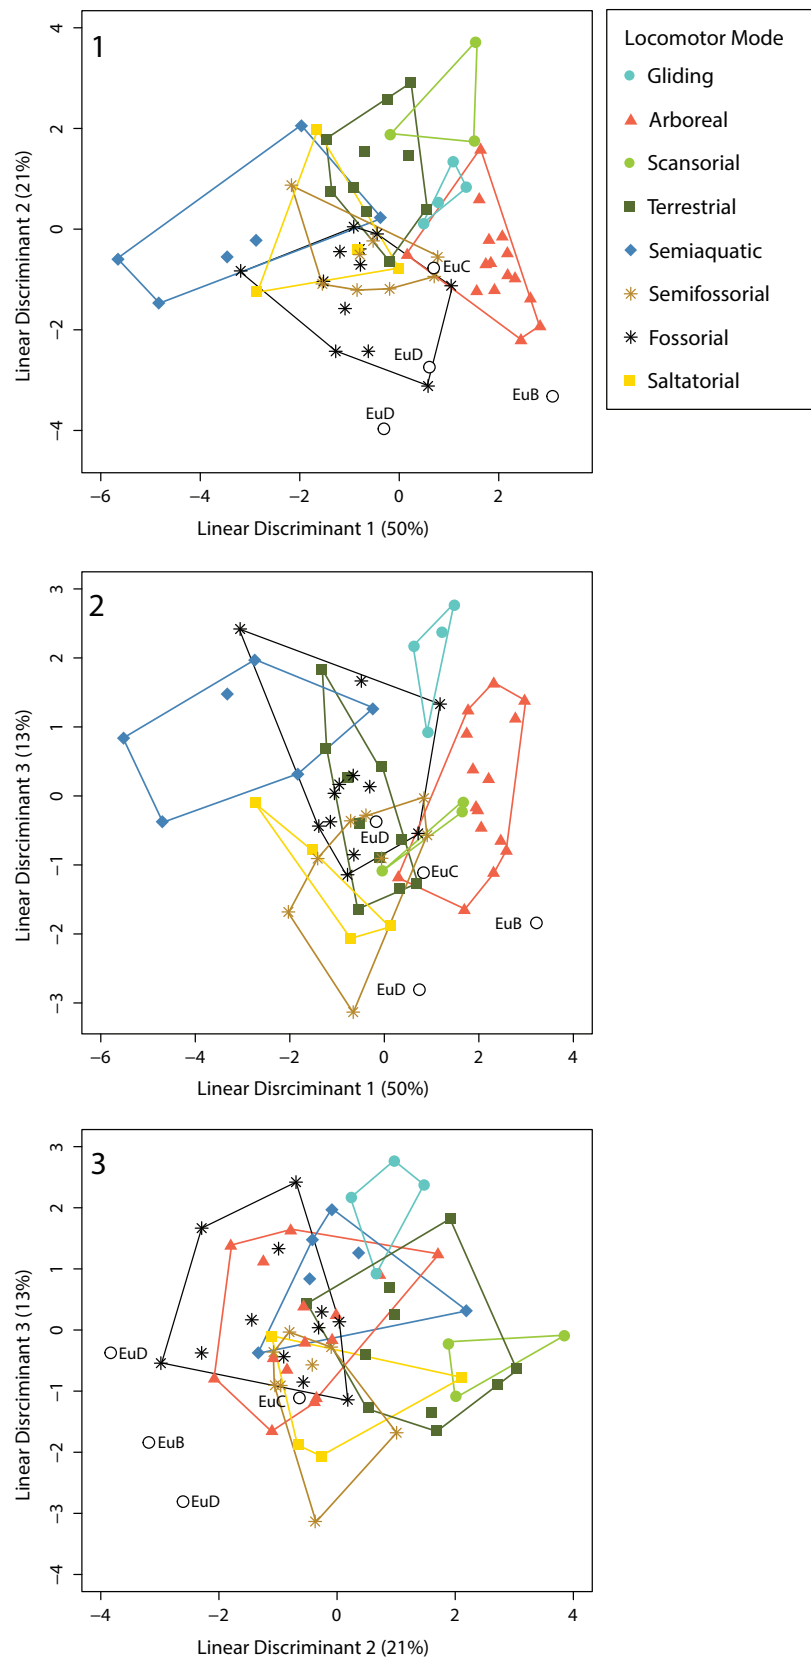 1
4
2
0
−2
−4
Linear Discriminant 2 (21%)
EuC
EuD
EuB
EuD
−6
−4
−2
0
2
Linear Discriminant 1 (50%)
Locomotor Mode
Gliding
Arboreal
Scansorial
Terrestrial
Semiaquatic
Semifossorial
Fossorial
Saltatorial
2
3
2
1
0
−1
−2
−3
Linear Disrciminant 3 (13%)
EuD
EuC
EuB
EuD
−6
−4
−2
0
2
4
Linear Disrciminant 1 (50%)
3
3
2
1
0
−1
−2
−3
−4
Linear Disrciminant 3 (13%)
EuD
EuC
EuB
EuD
−4
−2
0
2
4
Linear Discriminant 2 (21%)